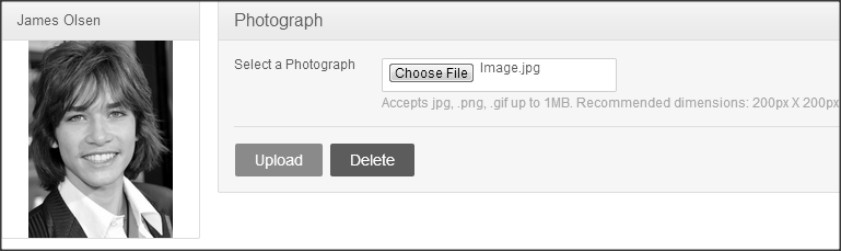 James Olsen
Photograph
Select a Photograph
Choose File Image.jpg
Accepts jpg, .png, .gif up to 1MB. Recommended dimensions: 200px X 200px
Upload
Delete